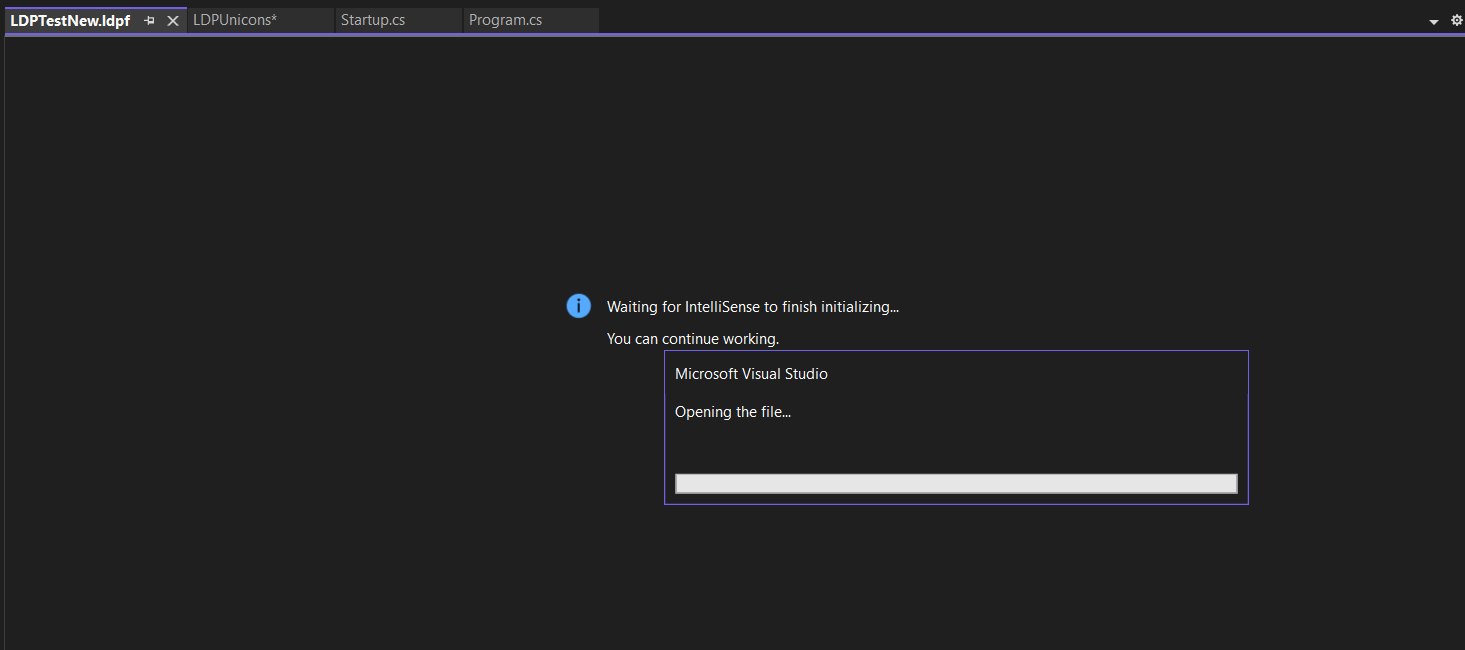 LDPTestNew.ldpf LDPUnicons* Startup.cs Program.cs
Waiting for IntelliSense to finish initializing...
You can continue working.
Microsoft Visual Studio
Opening the file...